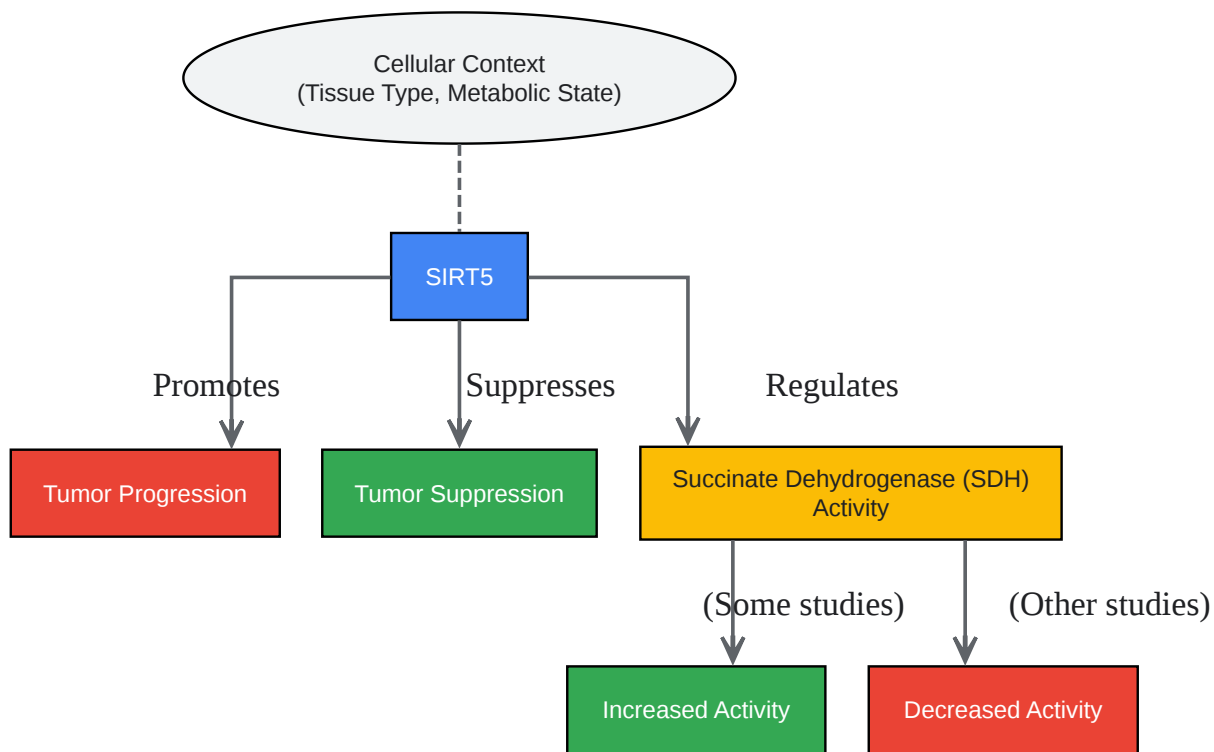 Cellular Context
(Tissue Type, Metabolic State)
SIRT5
Promotes
Suppresses
Regulates
Tumor Progression
Tumor Suppression
Succinate Dehydrogenase (SDH)
Activity
(Some studies)
(Other studies)
Increased Activity
Decreased Activity